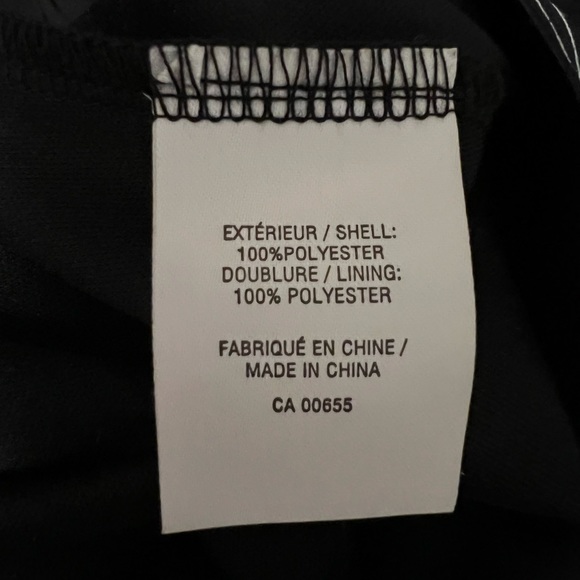 EXTÉRIEUR / SHELL:
100%POLYESTER
DOUBLURE / LINING:
100% POLYESTER
FABRIQUÉ EN CHINE /
MADE IN CHINA
CA 00655